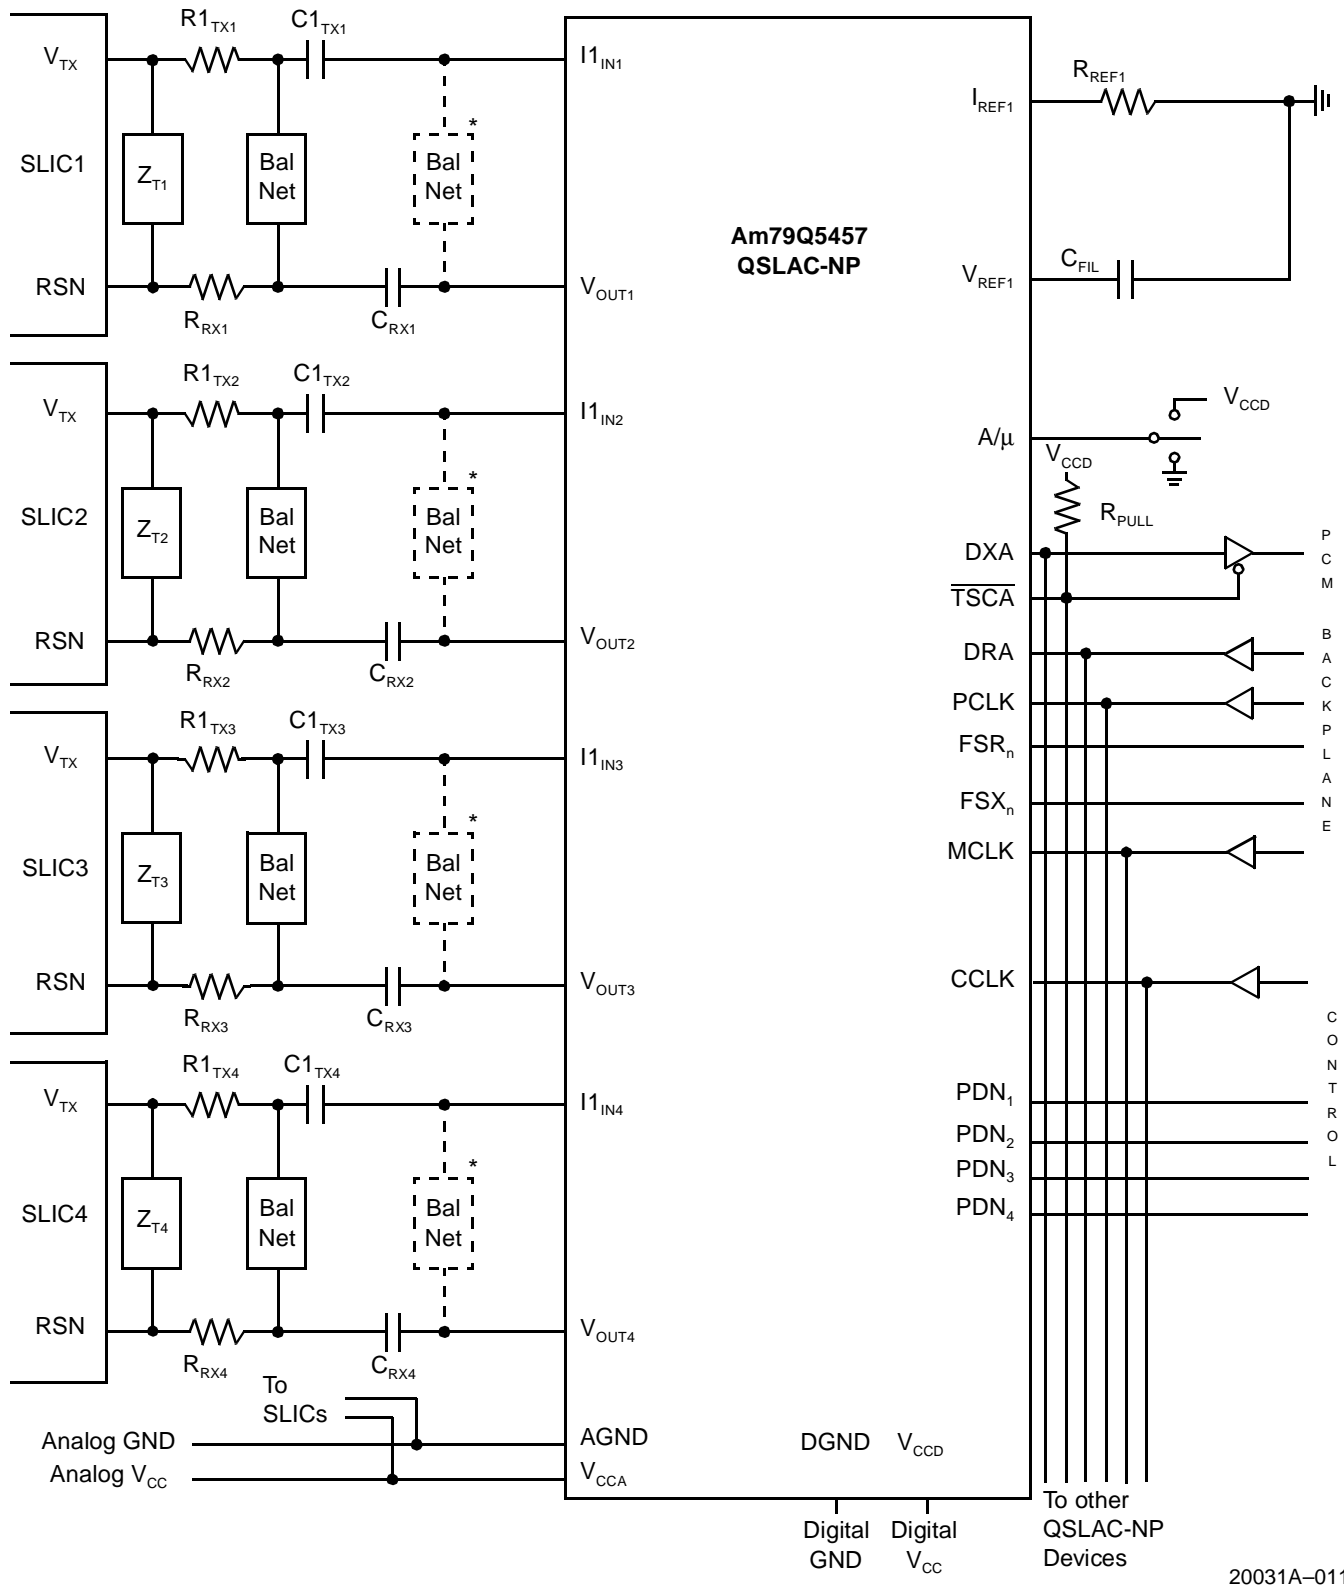 R1TX1
C1TX1
VTX
I1IN1
SLIC1
ZT1
Bal
Net
*
Bal
Net
RSN
VOUT1
RRX1
CRX1
R1TX2
C1TX2
VTX
I1IN2
SLIC2
ZT2
Bal
Net
*
Bal
Net
RSN
VOUT2
RRX2
CRX2
R1TX3
C1TX3
VTX
I1IN3
SLIC3
ZT3
Bal
Net
*
Bal
Net
RSN
VOUT3
RRX3
CRX3
R1TX4
C1TX4
VTX
I1IN4
SLIC4
ZT4
Bal
Net
*
Bal
Net
RSN
VOUT4
RRX4
CRX4
To
SLICs
Analog GND
AGND
Analog VCC
VCCA
Am79Q5457
QSLAC-NP
DGND
VCCD
Digital
GND
Digital
VCC
RREF1
IREF1
CFIL
VREF1
VCCD
A/μ
VCCD
RPULL
DXA
TSCA
DRA
PCLK
FSRn
FSXn
MCLK
CCLK
PDN1
PDN2
PDN3
PDN4
PCM
BACKPLANE
CONTROL
To other
QSLAC-NP
Devices
20031A–011